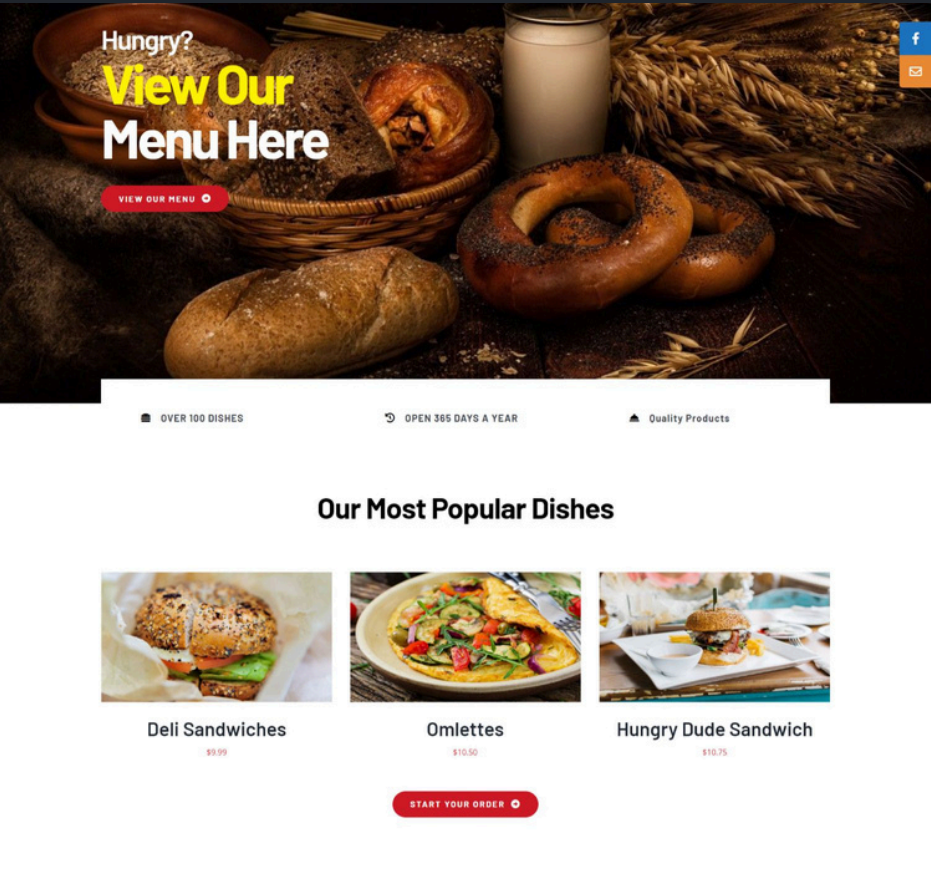 Hungry?
View Our
Menu Here
VIEW OUR MENU
OVER 100 DISHES
OPEN 365 DAYS A YEAR
Quality Products
Our Most Popular Dishes
Deli Sandwiches
Omlettes
Hungry Dude Sandwich
$9.99
$10.50
$10.75
START YOUR ORDER